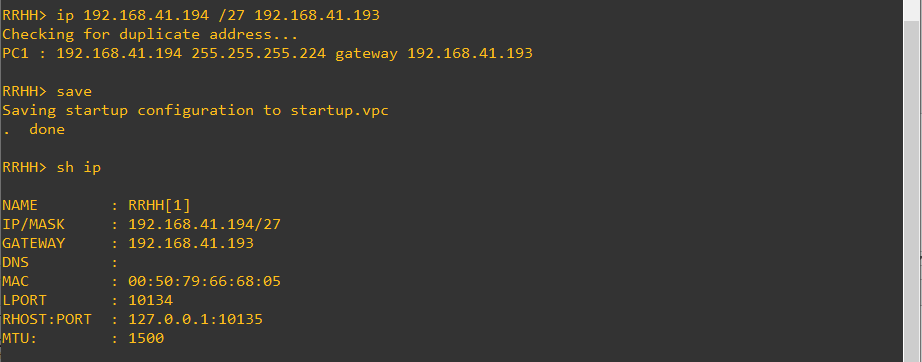 RRHH> ip 192.168.41.194 /27 192.168.41.193
Checking for duplicate address...
PC1 : 192.168.41.194 255.255.255.224 gateway 192.168.41.193
RRHH> save
Saving startup configuration to startup.vpc
.  done
RRHH> sh ip
NAME        : RRHH[1]
IP/MASK     : 192.168.41.194/27
GATEWAY     : 192.168.41.193
DNS         :
MAC         : 00:50:79:66:68:05
LPORT       : 10134
RHOST:PORT  : 127.0.0.1:10135
MTU:        : 1500